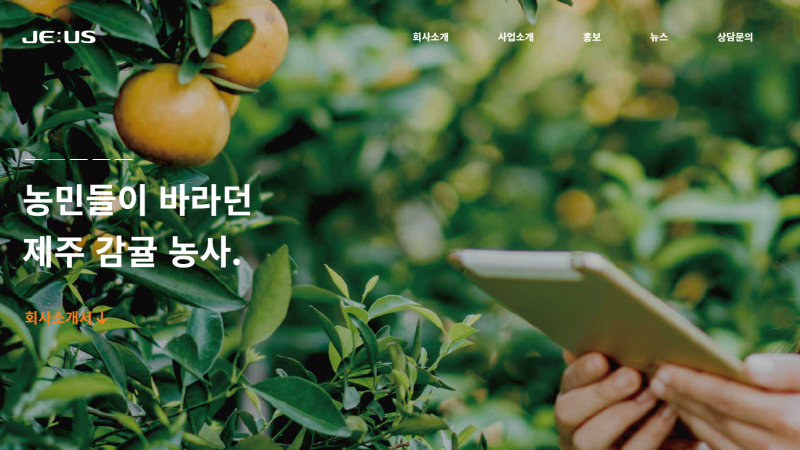 JE:US
회사소개
사업소개
홍보
뉴스
상담문의
농민들이 바라던
제주 감귤 농사.
회사소개서 ↓